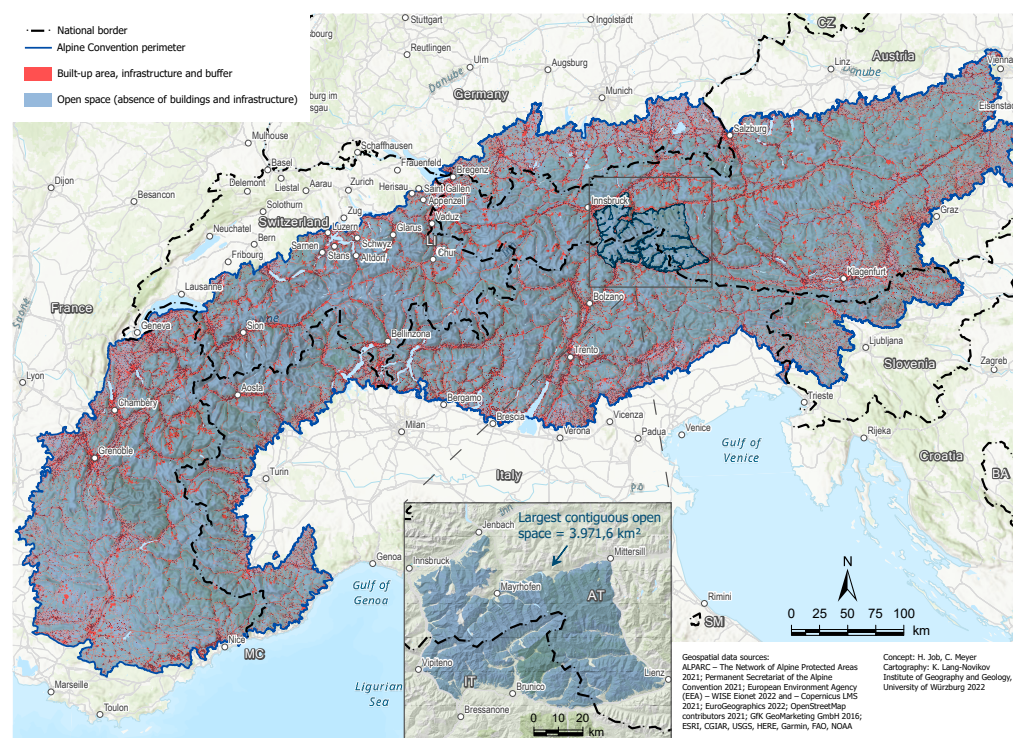 National border
Alpine Convention perimeter
Built-up area, infrastructure and buffer
Open space (absence of buildings and infrastructure)
Stuttgart
Ingolstadt
CZ
Reutlingen
Ulm
Augsburg
Danube
Germany
Munich
Linz
Danube
Austria
Vienna
Salzburg
Eisenstadt
Mulhouse
Schaffhausen
Basel
Frauenfeld
Bregenz
Dijon
Besancon
Delemont
Liestal
Aarau
Zurich
Herisau
Saint Gallen
Appenzell
Innsbruck
Solothurn
Zug
Vaduz
Graz
Switzerland
Luzern
Glarus
LI
Neuchatel
Bern
Sarnen
Schwyz
Fribourg
Stans
Altdorf
Chur
Klagenfurt
Lausanne
Bolzano
France
Saône
Geneva
Sion
Bellinzona
Ljubljana
Trento
Slovenia
Zagreb
Lyon
Aosta
Chambery
Bergamo
Trieste
Brescia
Vicenza
Milan
Verona
Padua
Venice
Rijeka
Gulf of
Venice
Grenoble
Croatia
Turin
Italy
Po
BA
Inn
Largest contiguous open
space = 3.971,6 km²
Jenbach
Mittersill
Genoa
Innsbruck
Mayrhofen
AT
Gulf of
Genoa
Rimini
SM
N
0 25 50 75 100
km
Nice
MC
Vipiteno
IT
Lienz
Brunico
Marseille
Ligurian
Sea
Toulon
Bressanone
0 10 20
km
Geospatial data sources:
ALPARC – The Network of Alpine Protected Areas
2021; Permanent Secretariat of the Alpine
Convention 2021; European Environment Agency
(EEA) – WISE Eionet 2022 and – Copernicus LMS
2021; EuroGeographics 2022; OpenStreetMap
contributors 2021; GfK GeoMarketing GmbH 2016;
ESRI, CGIAR, USGS, HERE, Garmin, FAO, NOAA
Concept: H. Job, C. Meyer
Cartography: K. Lang-Novikov
Institute of Geography and Geology,
University of Würzburg 2022